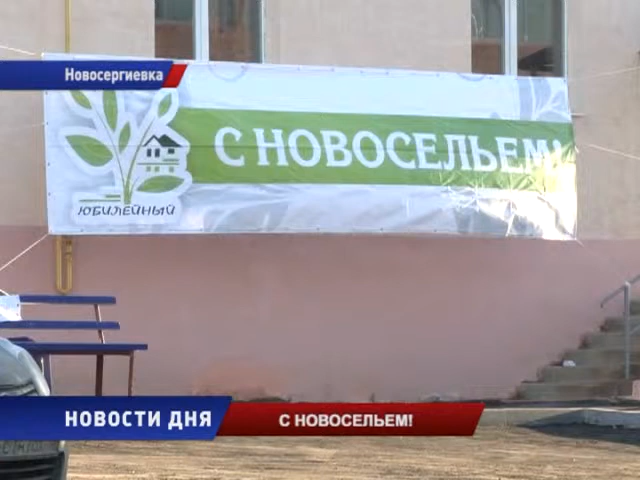 Новосергиевка
С НОВОСЕЛЬЕМ!
ЮБИЛЕЙНЫЙ
НОВОСТИ ДНЯ
С НОВОСЕЛЬЕМ!